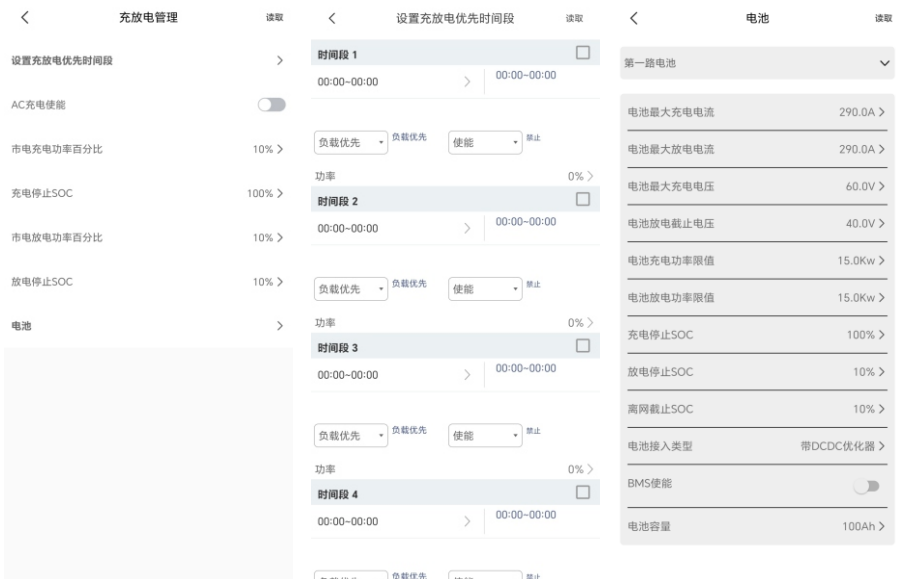 充放电管理
读取
设置充放电优先时间段
AC充电使能
市电充电功率百分比
10%
充电停止SOC
100%
市电放电功率百分比
10%
放电停止SOC
10%
电池
设置充放电优先时间段
读取
时间段 1
00:00~00:00
00:00~00:00
负载优先
负载优先
使能
禁止
功率
0%
时间段 2
00:00~00:00
00:00~00:00
负载优先
负载优先
使能
禁止
功率
0%
时间段 3
00:00~00:00
00:00~00:00
负载优先
负载优先
使能
禁止
功率
0%
时间段 4
00:00~00:00
00:00~00:00
负载优先
禁止
电池
读取
第一路电池
电池最大充电电流
290.0A
电池最大放电电流
290.0A
电池最大充电电压
60.0V
电池放电截止电压
40.0V
电池充电功率限值
15.0Kw
电池放电功率限值
15.0Kw
充电停止SOC
100%
放电停止SOC
10%
离网截止SOC
10%
电池接入类型
带DCDC优化器
BMS使能
电池容量
100Ah